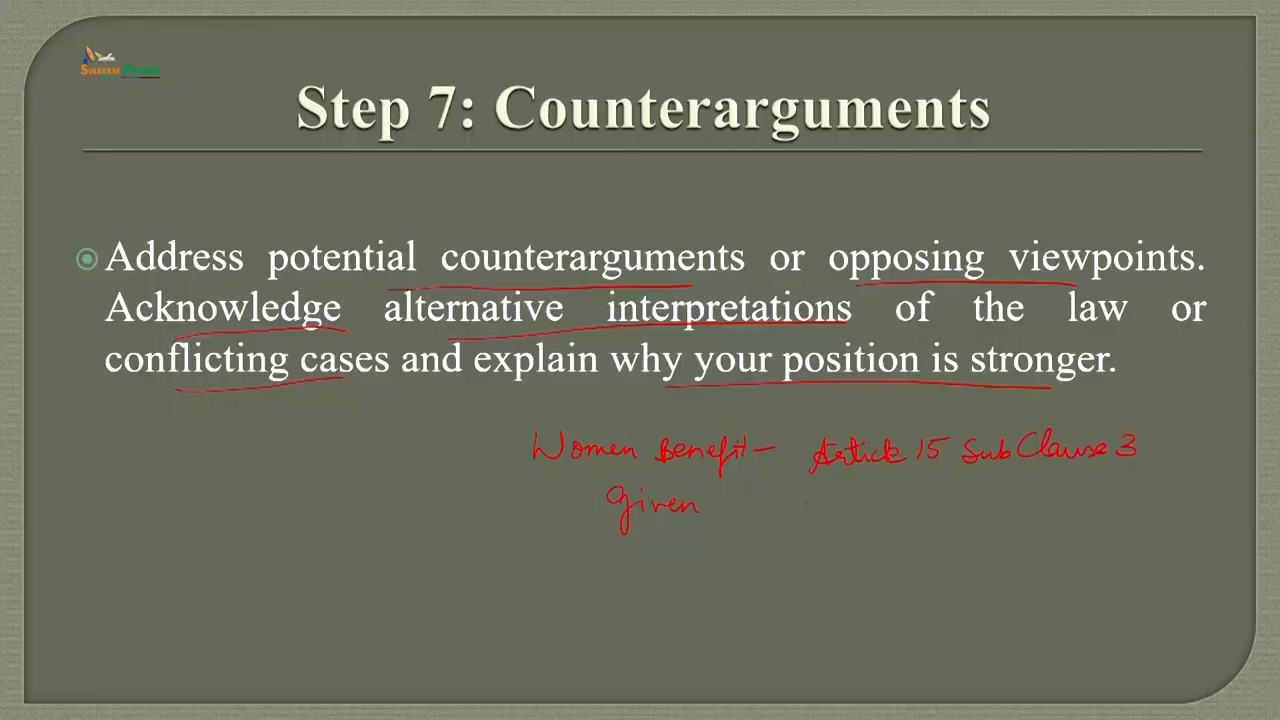 SWAYAM PRABHA
Step 7: Counterarguments
Address potential counterarguments or opposing viewpoints.
Acknowledge alternative interpretations of the law or
conflicting cases and explain why your position is stronger.
Women Benefit - Article 15 Sub Clause 3
Given